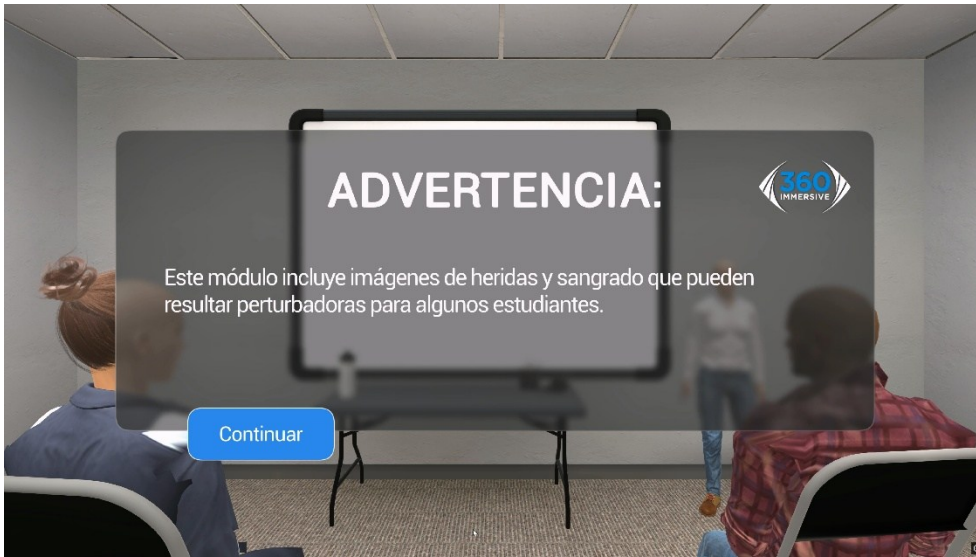 ADVERTENCIA:
360
IMMERSIVE
Este módulo incluye imágenes de heridas y sangrado que pueden
resultar perturbadoras para algunos estudiantes.
Continuar